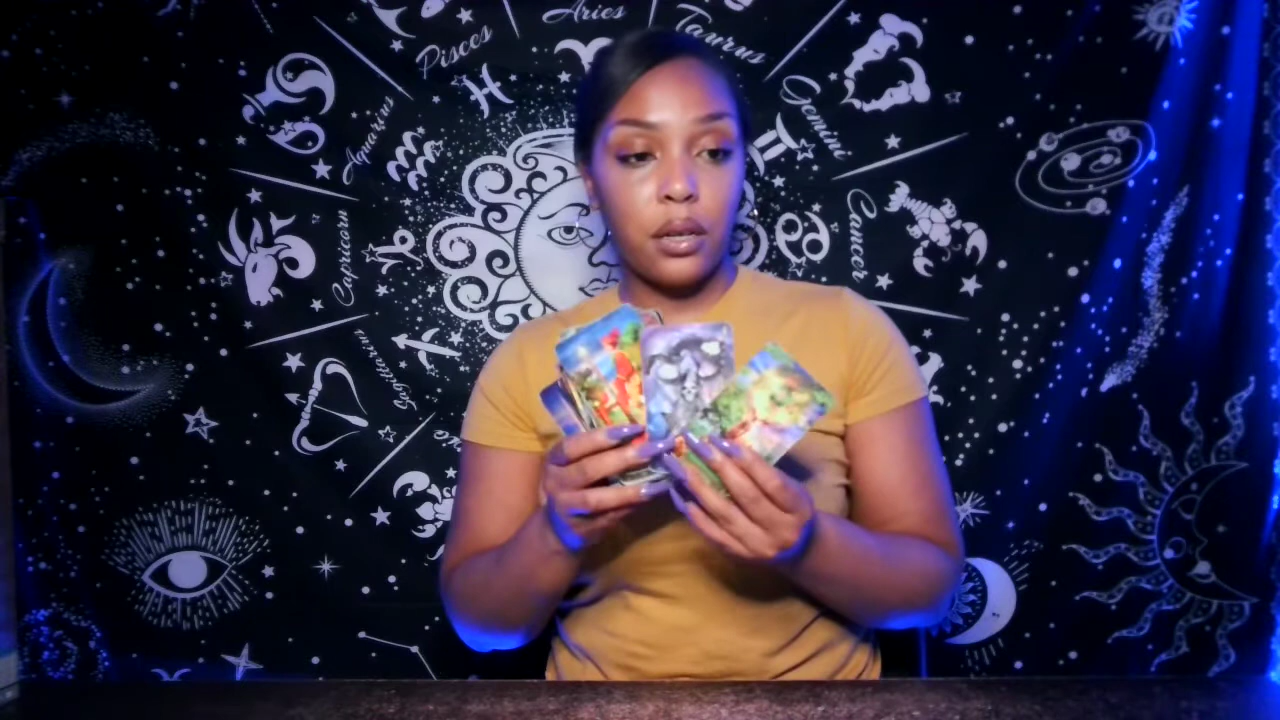 Aries
Pisces
Taurus
Aquarius
Gemini
Capricorn
Cancer
Sagittarius